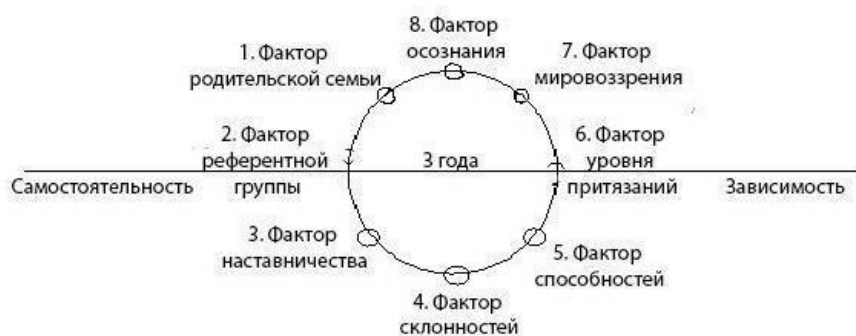 8. Фактор
осознания
1. Фактор
родительской семьи
7. Фактор
мировоззрения
2. Фактор
референтной
группы
3 года
6. Фактор
уровня
притязаний
Самостоятельность
Зависимость
3. Фактор
наставничества
5. Фактор
способностей
4. Фактор
склонностей